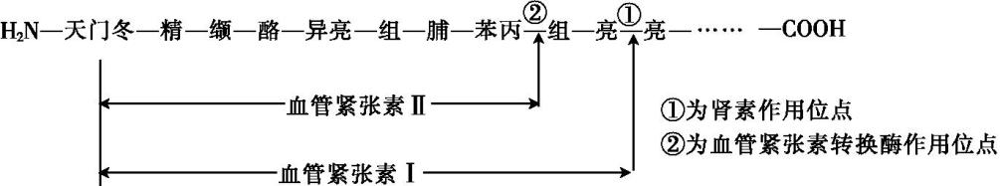 H₂N—天门冬—精—缬—酪—异亮—组—脯—苯丙—②组—亮—①亮—⋯⋯ —COOH
血管紧张素Ⅱ
①为肾素作用位点
②为血管紧张素转换酶作用位点
血管紧张素Ⅰ